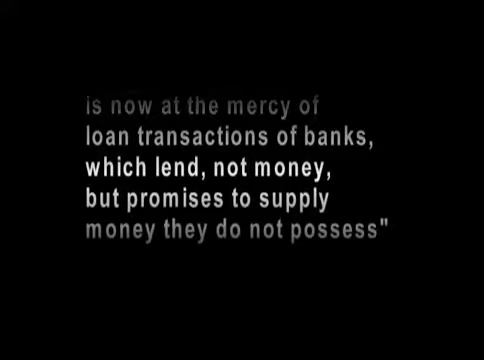 is now at the mercy of
loan transactions of banks,
which lend, not money,
but promises to supply
money they do not possess"